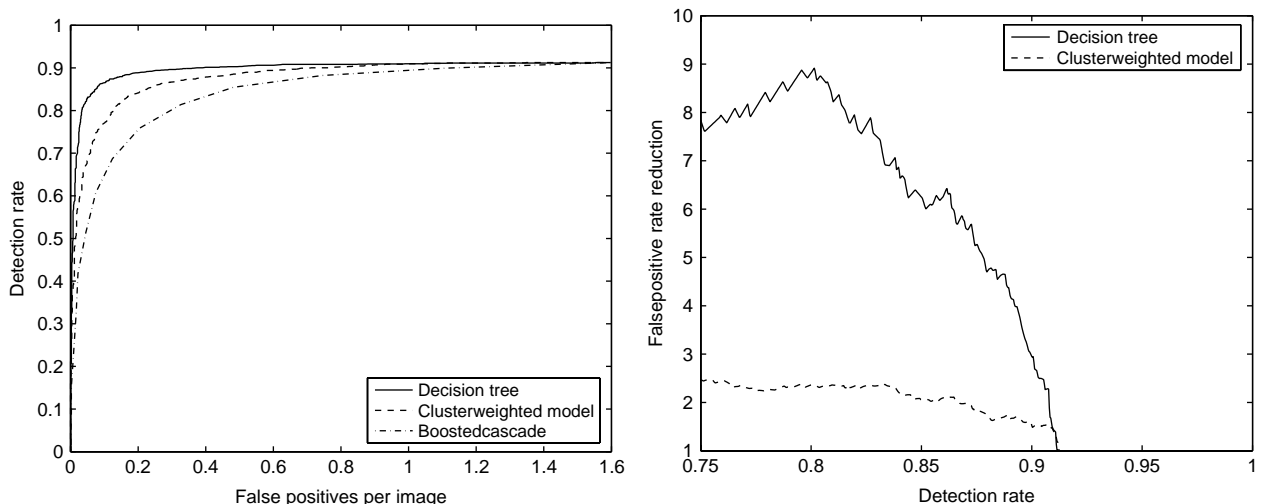 1
0.9
0.8
0.7
0.6
0.5
0.4
0.3
0.2
0.1
0
Detection rate
0 0.2 0.4 0.6 0.8 1 1.2 1.4 1.6
False positives per image
Decision tree
Clusterweighted model
Boostedcascade
10
9
8
7
6
5
4
3
2
1
Falsepositive rate reduction
0.75 0.8 0.85 0.9 0.95 1
Detection rate
Decision tree
Clusterweighted model